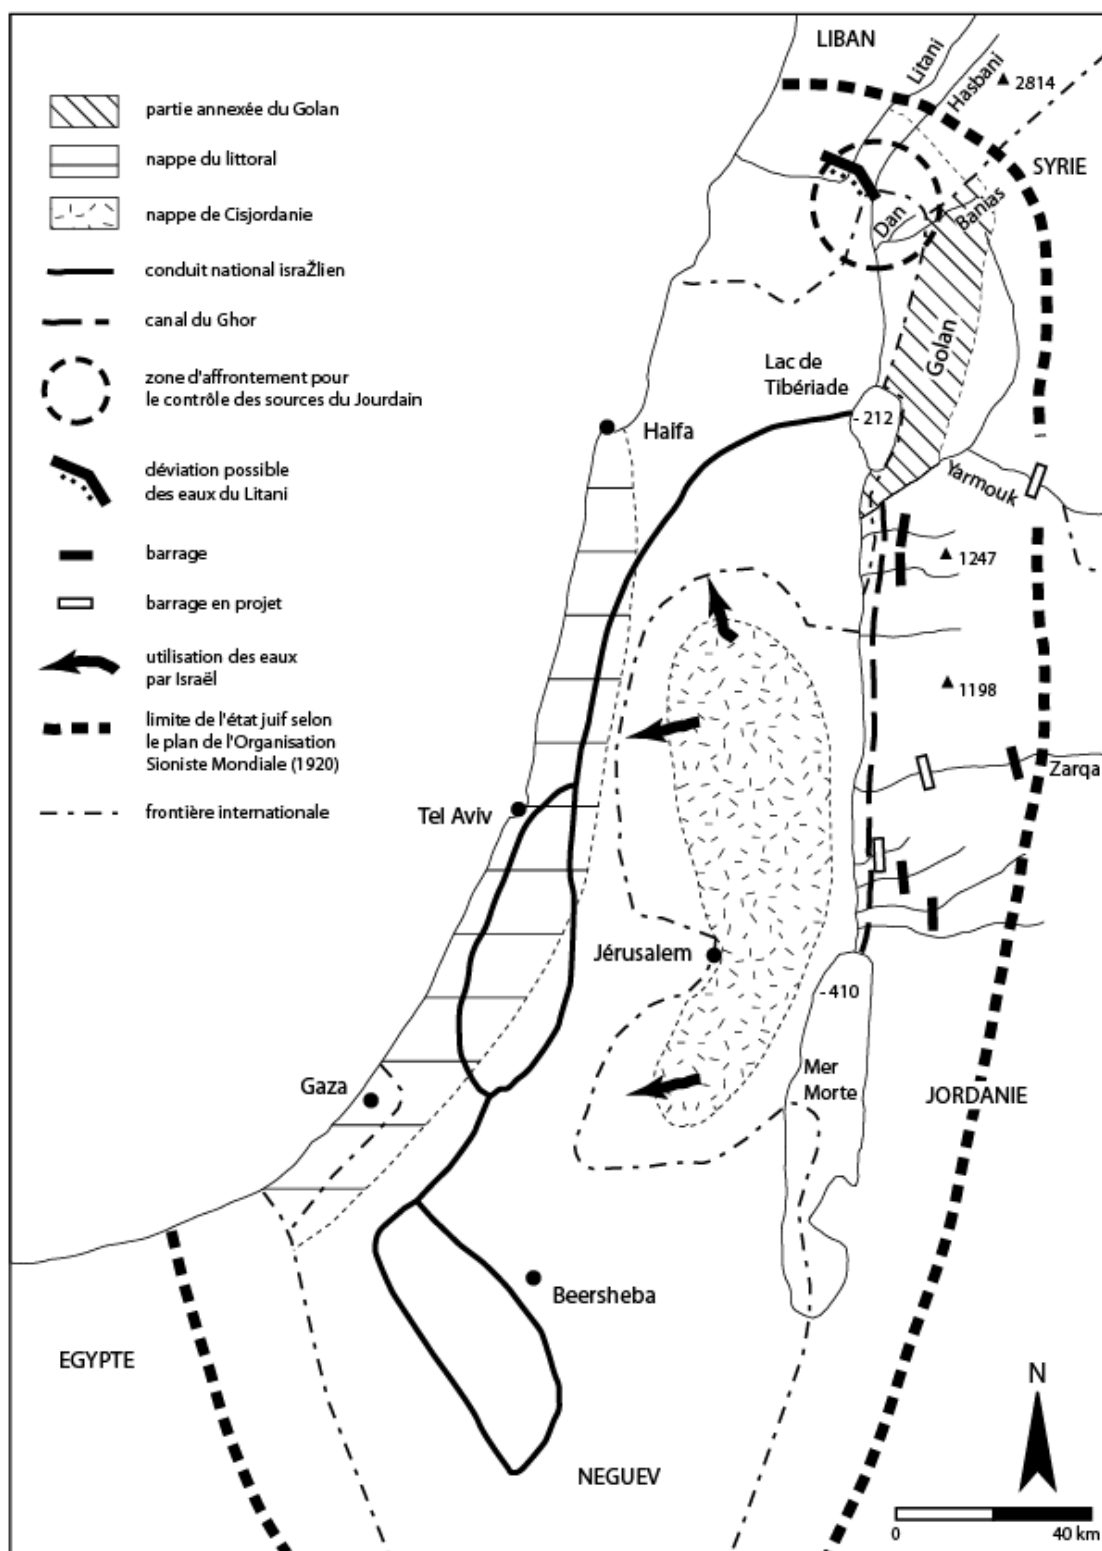 partie annexée du Golan
nappe du littoral
nappe de Cisjordanie
conduit national israŽlien
canal du Ghor
zone d'affrontement pour
le contrôle des sources du Jourdain
déviation possible
des eaux du Litani
barrage
barrage en projet
utilisation des eaux
par Israël
limite de l'état juif selon
le plan de l'Organisation
Sioniste Mondiale (1920)
frontière internationale
LIBAN
Litani
Hasbani
2814
SYRIE
Dan
Banias
Golan
Lac de
Tibériade
- 212
Haïfa
Yarmouk
1247
1198
Zarqa
Tel Aviv
Jérusalem
- 410
Mer
Morte
JORDANIE
Gaza
Beersheba
EGYPTE
NEGUEV
N
0 40 km